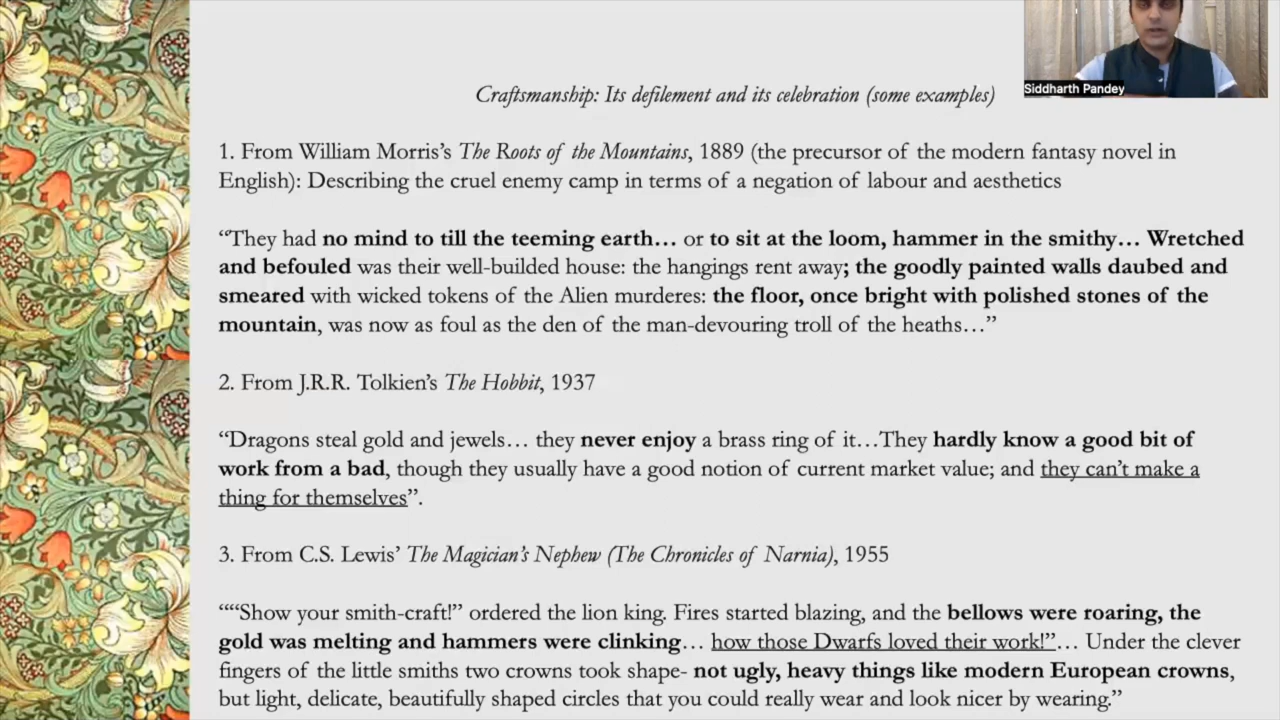 Siddharth Pandey
Craftsmanship: Its defilement and its celebration (some examples)
1. From William Morris’s The Roots of the Mountains, 1889 (the precursor of the modern fantasy novel in
English): Describing the cruel enemy camp in terms of a negation of labour and aesthetics
“They had no mind to till the teeming earth… or to sit at the loom, hammer in the smithy… Wretched
and befouled was their well-builded house: the hangings rent away; the goodly painted walls daubed and
smeared with wicked tokens of the Alien murderes: the floor, once bright with polished stones of the
mountain, was now as foul as the den of the man-devouring troll of the heaths…”
2. From J.R.R. Tolkien’s The Hobbit, 1937
“Dragons steal gold and jewels… they never enjoy a brass ring of it…They hardly know a good bit of
work from a bad, though they usually have a good notion of current market value; and they can’t make a
thing for themselves”.
3. From C.S. Lewis’ The Magician’s Nephew (The Chronicles of Narnia), 1955
““Show your smith-craft!” ordered the lion king. Fires started blazing, and the bellows were roaring, the
gold was melting and hammers were clinking… how those Dwarfs loved their work!”… Under the clever
fingers of the little smiths two crowns took shape- not ugly, heavy things like modern European crowns,
but light, delicate, beautifully shaped circles that you could really wear and look nicer by wearing.”